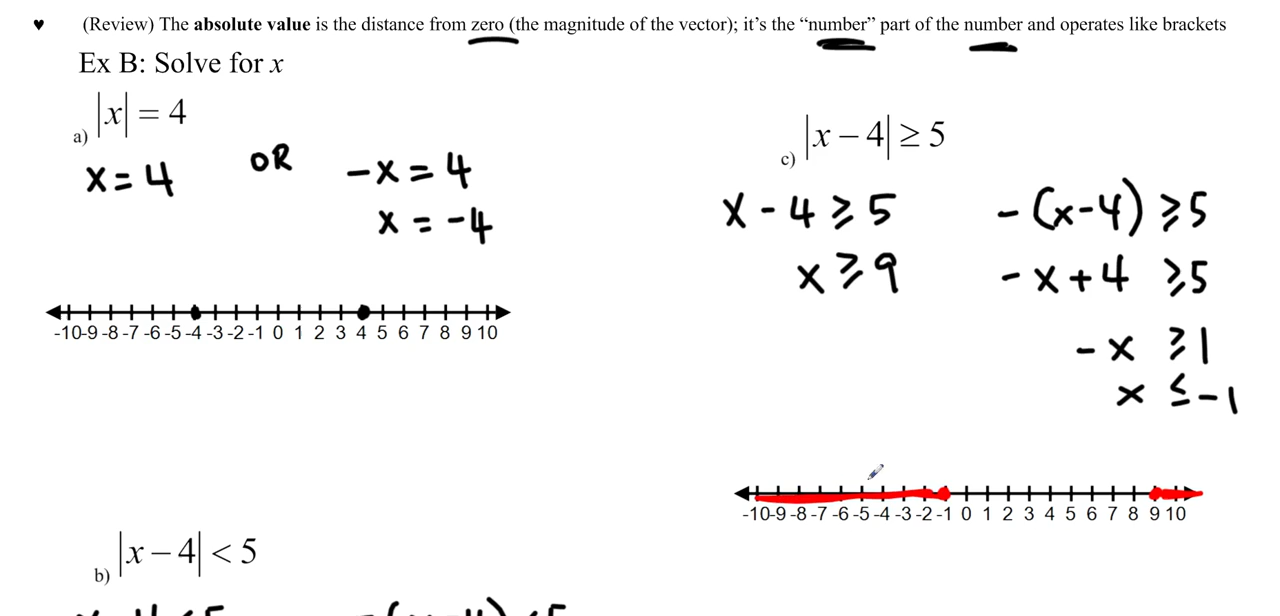 ♥ (Review) The absolute value is the distance from zero (the magnitude of the vector); it's the “number” part of the number and operates like brackets
Ex B: Solve for x
a) |x| = 4
x = 4 OR -x = 4
x = -4
-10-9 -8 -7 -6 -5 -4 -3 -2 -1 0 1 2 3 4 5 6 7 8 9 10
b) |x − 4| < 5
x - 4 < 5 -(x-4) < 5
c) |x − 4| ≥ 5
x - 4 ≥ 5 -(x-4) ≥ 5
x ≥ 9 -x + 4 ≥ 5
-x ≥ 1
x ≤ -1
-10-9 -8 -7 -6 -5 -4 -3 -2 -1 0 1 2 3 4 5 6 7 8 9 10